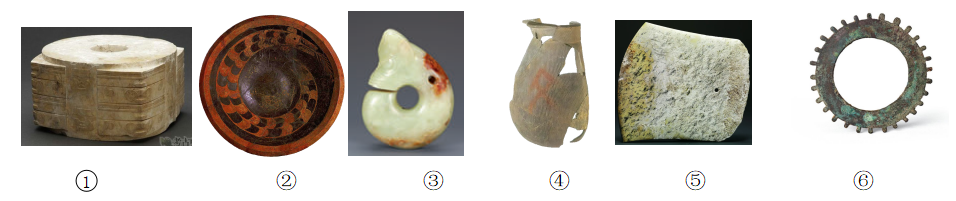 ① ② ③ ④ ⑤ ⑥